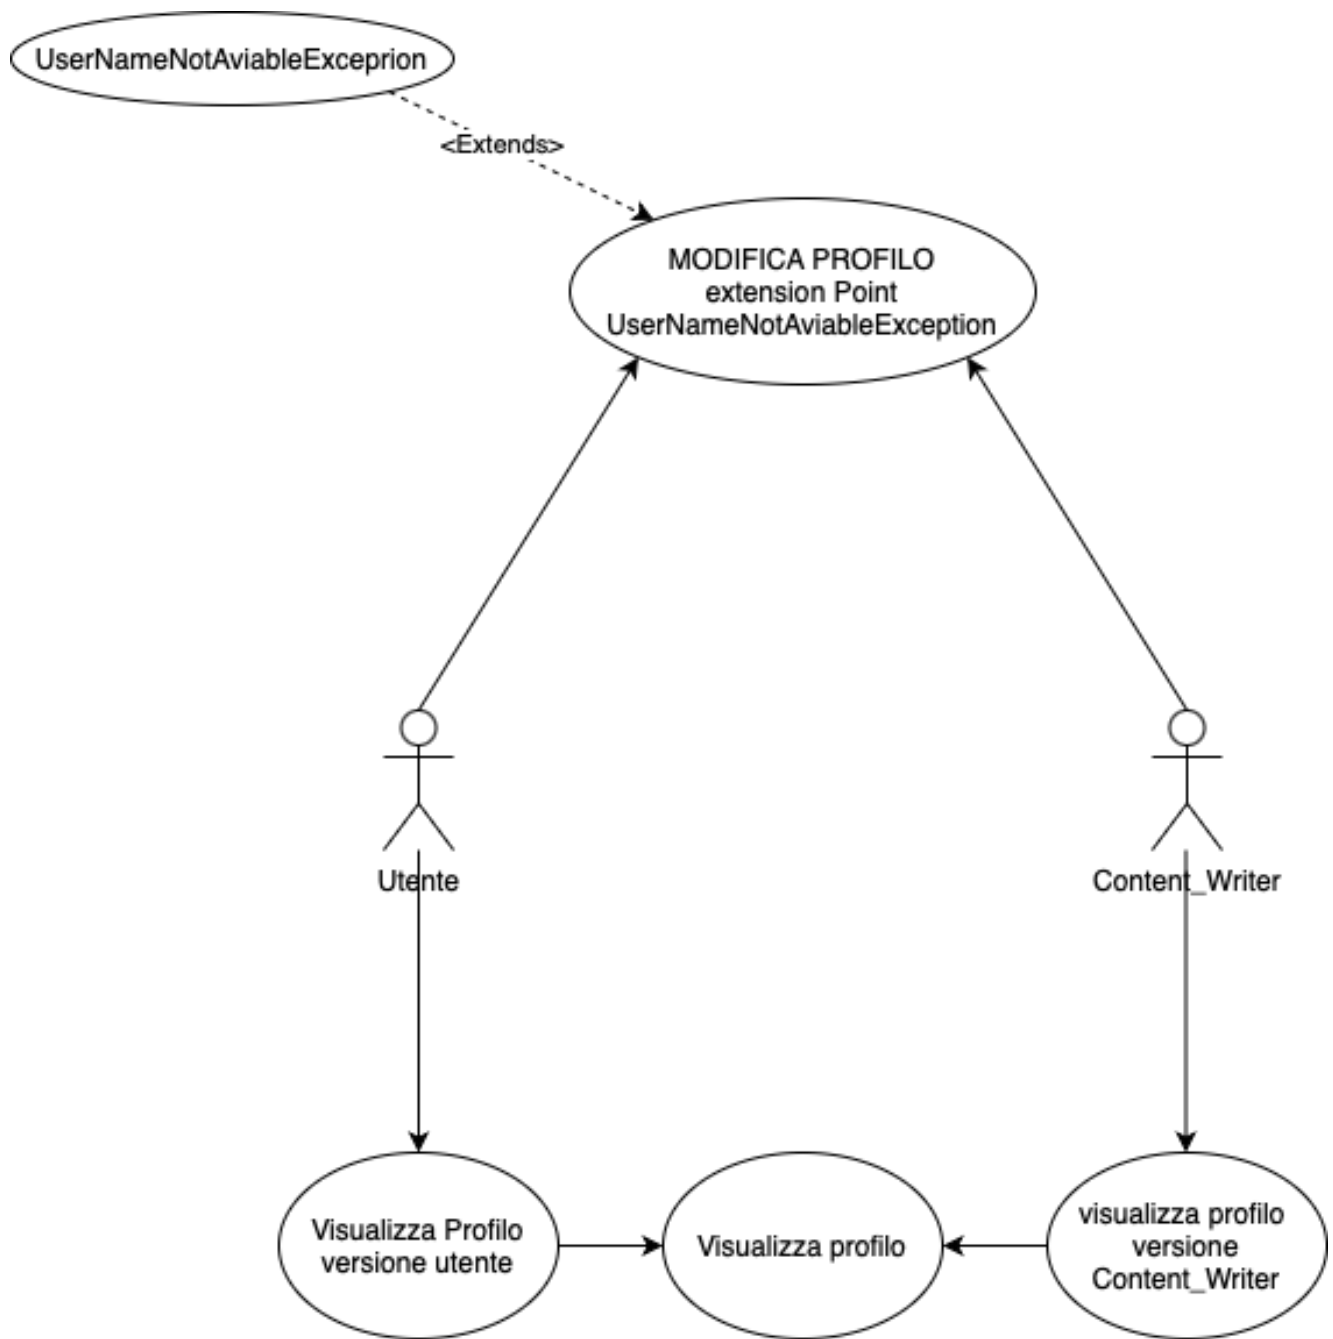 UserNameNotAviableExceprion
<Extends>
MODIFICA PROFILO
extension Point
UserNameNotAviableException
Utente
Content_Writer
Visualizza Profilo
versione utente
Visualizza profilo
visualizza profilo
versione
Content_Writer